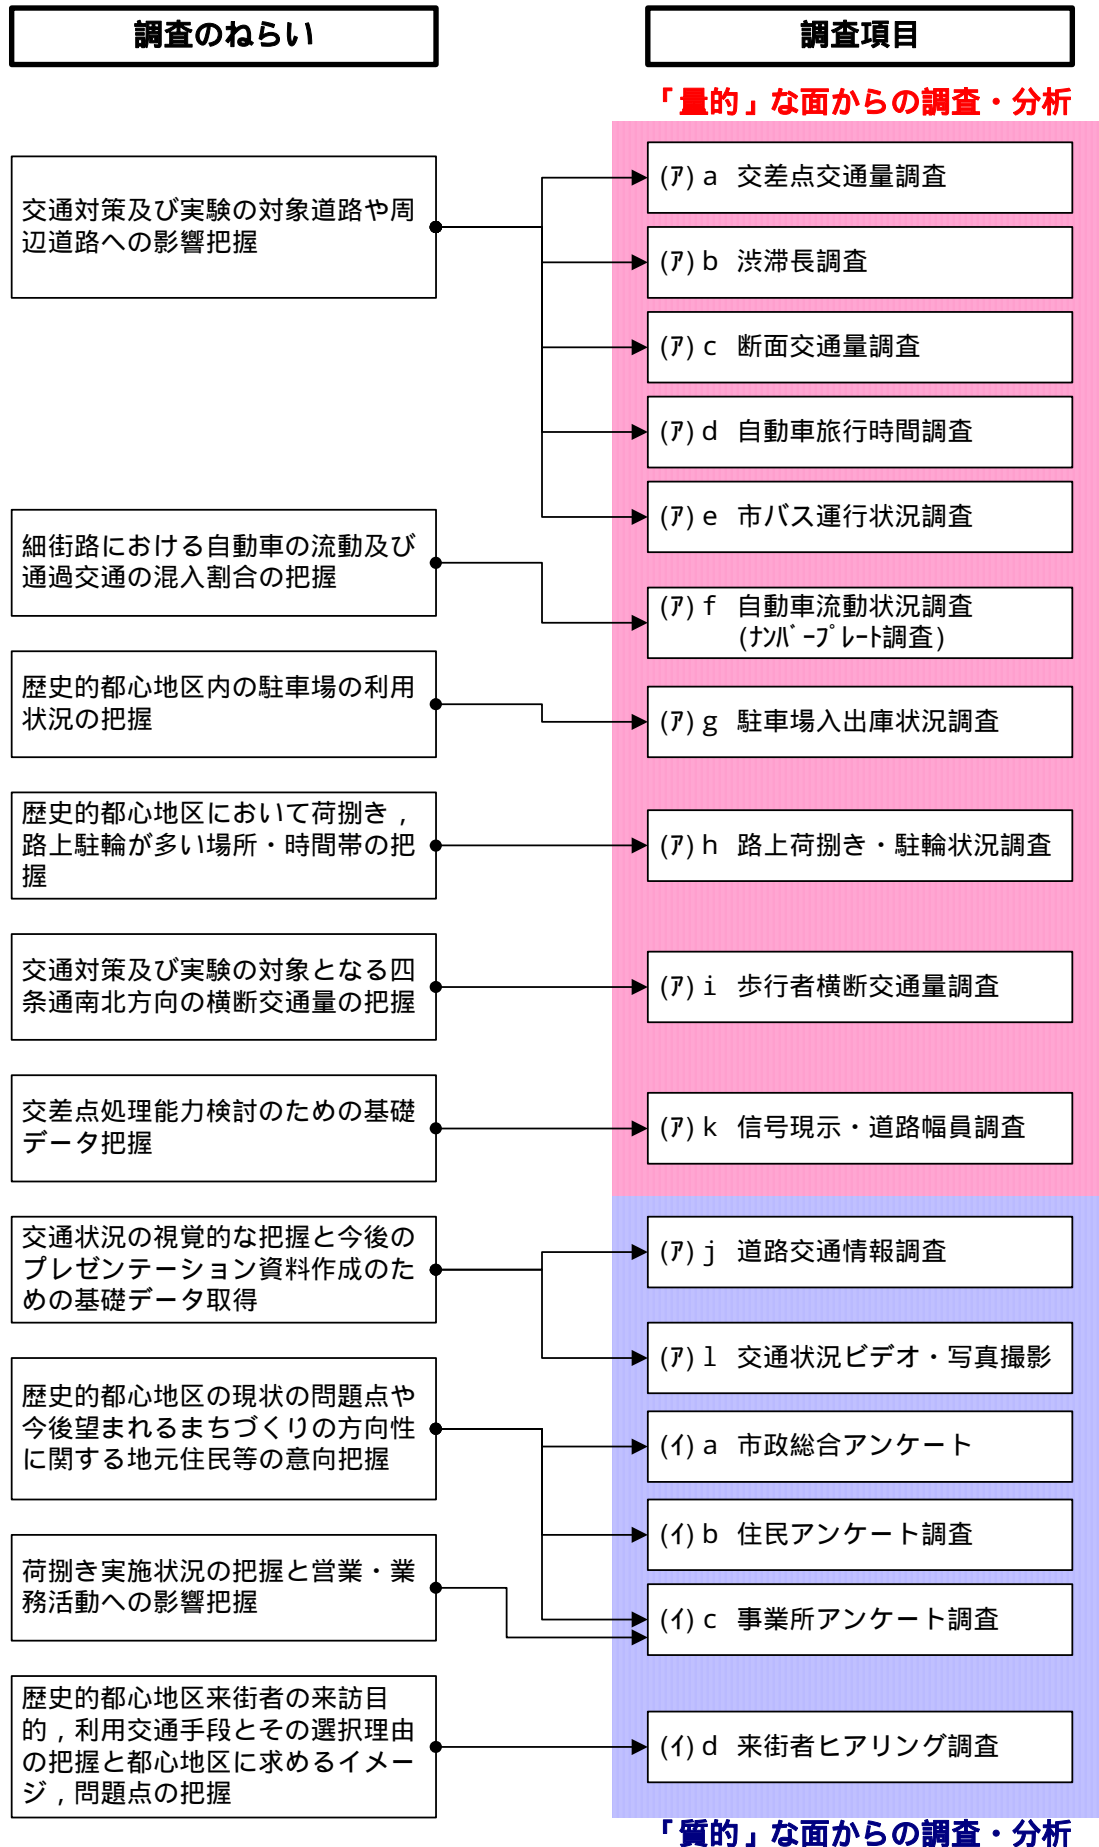 調査のねらい
調査項目
「量的」な面からの調査・分析
交通対策及び実験の対象道路や周
辺道路への影響把握
(ｱ) a 交差点交通量調査
(ｱ) b 渋滞長調査
(ｱ) c 断面交通量調査
(ｱ) d 自動車旅行時間調査
(ｱ) e 市バス運行状況調査
細街路における自動車の流動及び
通過交通の混入割合の把握
(ｱ) f 自動車流動状況調査
(ﾅﾝﾊﾞｰﾌﾟﾚｰﾄ調査)
歴史的都心地区内の駐車場の利用
状況の把握
(ｱ) g 駐車場入出庫状況調査
歴史的都心地区において荷捌き，
路上駐輪が多い場所・時間帯の把
握
(ｱ) h 路上荷捌き・駐輪状況調査
交通対策及び実験の対象となる四
条通南北方向の横断交通量の把握
(ｱ) i 歩行者横断交通量調査
交差点処理能力検討のための基礎
データ把握
(ｱ) k 信号現示・道路幅員調査
交通状況の視覚的な把握と今後の
プレゼンテーション資料作成のた
めの基礎データ取得
(ｱ) j 道路交通情報調査
(ｱ) l 交通状況ビデオ・写真撮影
歴史的都心地区の現状の問題点や
今後望まれるまちづくりの方向性
に関する地元住民等の意向把握
(ｲ) a 市政総合アンケート
(ｲ) b 住民アンケート調査
荷捌き実施状況の把握と営業・業
務活動への影響把握
(ｲ) c 事業所アンケート調査
歴史的都心地区来街者の来訪目
的，利用交通手段とその選択理由
の把握と都心地区に求めるイメー
ジ，問題点の把握
(ｲ) d 来街者ヒアリング調査
「質的」な面からの調査・分析